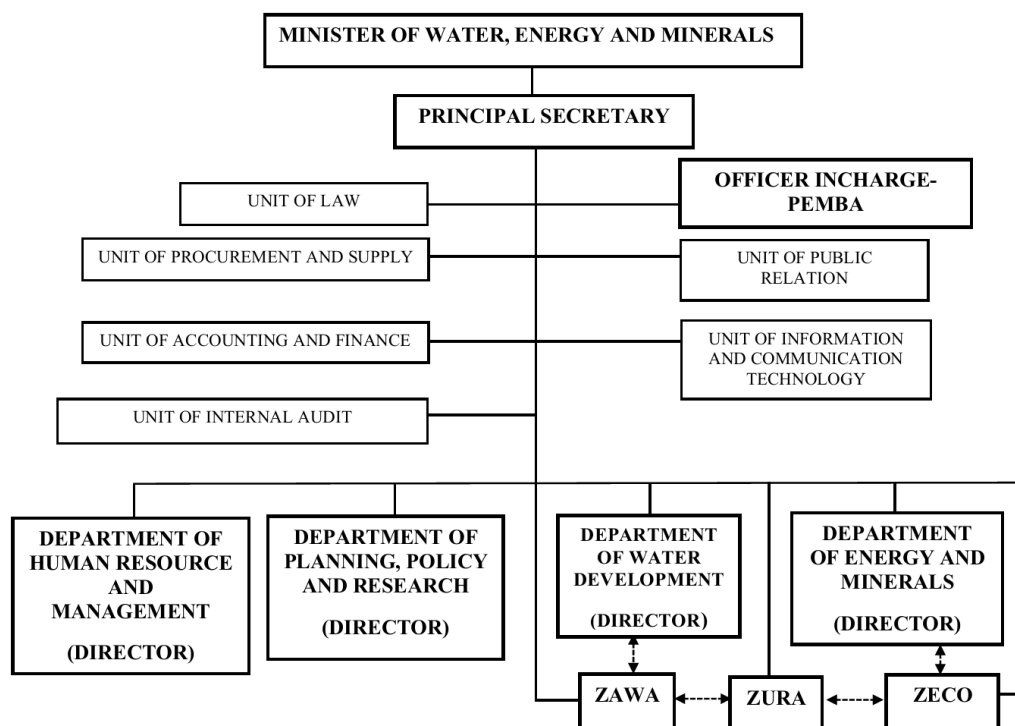 MINISTER OF WATER, ENERGY AND MINERALS
PRINCIPAL SECRETARY
UNIT OF LAW
OFFICER INCHARGE-
PEMBA
UNIT OF PROCUREMENT AND SUPPLY
UNIT OF PUBLIC
RELATION
UNIT OF ACCOUNTING AND FINANCE
UNIT OF INFORMATION
AND COMMUNICATION
TECHNOLOGY
UNIT OF INTERNAL AUDIT
DEPARTMENT OF
HUMAN RESOURCE
AND
MANAGEMENT
(DIRECTOR)
DEPARTMENT OF
PLANNING, POLICY
AND RESEARCH
(DIRECTOR)
DEPARTMENT
OF WATER
DEVELOPMENT
(DIRECTOR)
DEPARTMENT
OF ENERGY AND
MINERALS
(DIRECTOR)
ZAWA
ZURA
ZECO